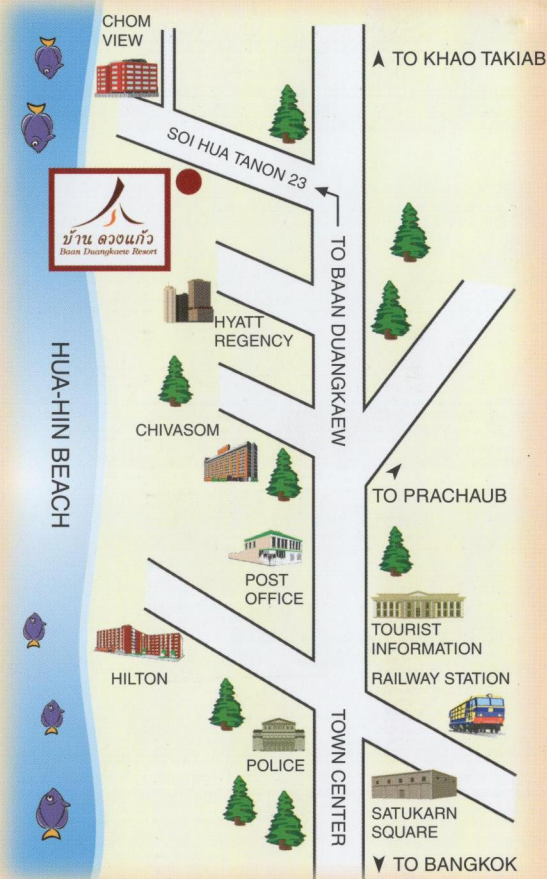 CHOM
VIEW
TO KHAO TAKIAB
SOI HUA TANON 23
บ้าน ดวงแก้ว
Baan Duangkaew Resort
TO BAAN DUANGKAEW
HYATT
REGENCY
HUA-HIN BEACH
CHIVASOM
TO PRACHAUB
POST
OFFICE
TOURIST
INFORMATION
HILTON
RAILWAY STATION
POLICE
TOWN CENTER
SATUKARN
SQUARE
TO BANGKOK